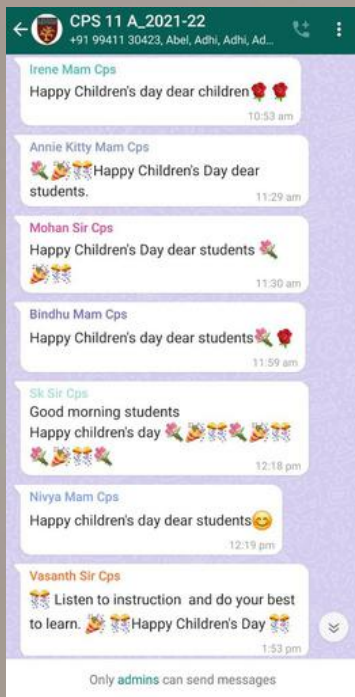 CPS 11 A_2021-22
+91 99411 30423, Abel, Adhi, Adhi, Ad...
Irene Mam Cps
Happy Children's day dear children🌹🌹
10:53 am
Annie Kitty Mam Cps
💐🎉🎊Happy Children's Day dear
students.
11:29 am
Mohan Sir Cps
Happy Children's Day dear students 💐
🎉🎊
11:30 am
Bindhu Mam Cps
Happy Children's day dear students💐🌹
11:59 am
Sk Sir Cps
Good morning students
Happy children's day 💐🎉🎊💐🎉🎊
💐🎉🎊💐
12:18 pm
Nivya Mam Cps
Happy children's day dear students😊
12:19 pm
Vasanth Sir Cps
🎊 Listen to instruction and do your best
to learn. 🎉 🎊Happy Children's Day 🎊
1:53 pm
Only admins can send messages